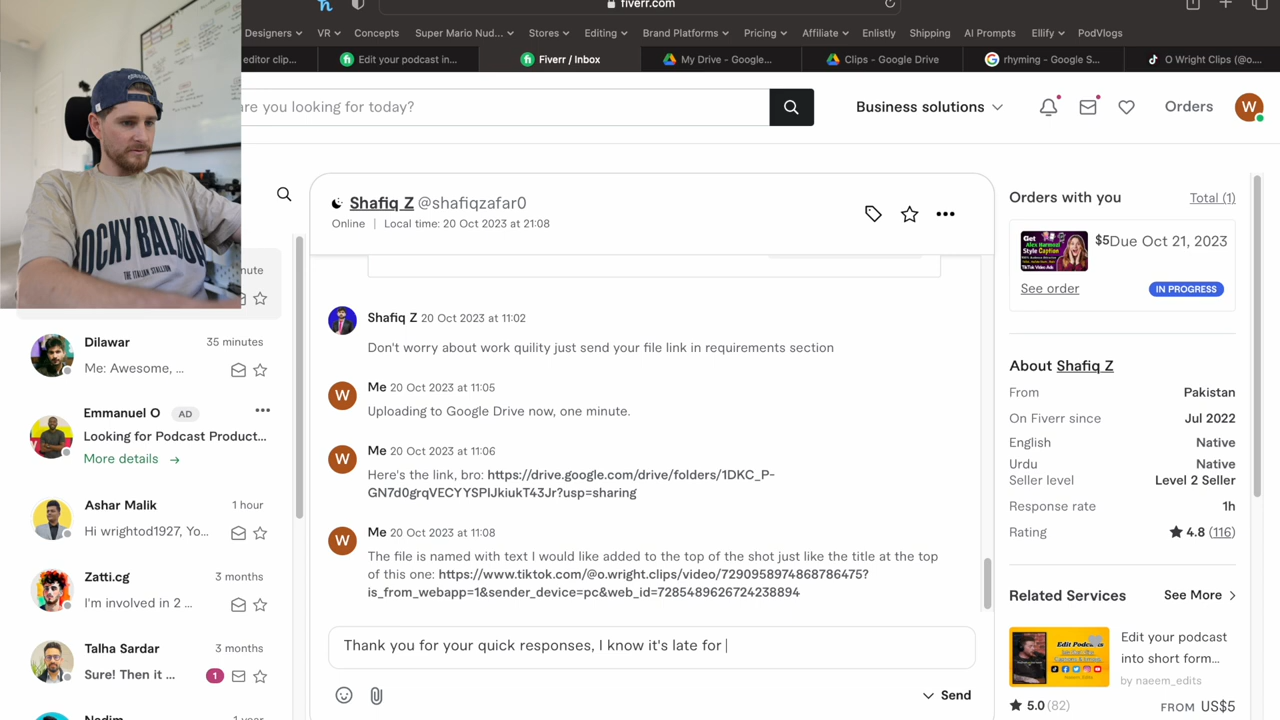 fiverr.com
Designers
VR
Concepts
Super Mario Nud...
Stores
Editing
Brand Platforms
Pricing
Affiliate
Enlistly
Shipping
AI Prompts
Ellify
PodVlogs
editor clip...
Edit your podcast in...
Fiverr / Inbox
My Drive - Google...
Clips - Google Drive
rhyming - Google S...
O Wright Clips (@o....
are you looking for today?
Business solutions
Orders
W
ROCKY BALBOA
THE ITALIAN STALLION
Shafiq Z @shafiqzafar0
Online | Local time: 20 Oct 2023 at 21:08
Dilawar 35 minutes
Me: Awesome, ...
Emmanuel O AD
Looking for Podcast Product...
More details →
Ashar Malik 1 hour
Hi wrightod1927, Yo...
Zatti.cg 3 months
I'm involved in 2 ...
Talha Sardar 3 months
Sure! Then it ... 1
Shafiq Z 20 Oct 2023 at 11:02
Don't worry about work quility just send your file link in requirements section
W Me 20 Oct 2023 at 11:05
Uploading to Google Drive now, one minute.
W Me 20 Oct 2023 at 11:06
Here's the link, bro: https://drive.google.com/drive/folders/1DKC_P-
GN7d0grqVECYYSPIJkiukT43Jr?usp=sharing
W Me 20 Oct 2023 at 11:08
The file is named with text I would like added to the top of the shot just like the title at the top
of this one: https://www.tiktok.com/@o.wright.clips/video/7290958974868786475?
is_from_webapp=1&sender_device=pc&web_id=7285489626724238894
Thank you for your quick responses, I know it's late for
Send
Orders with you Total (1)
Get
Alex Hormozi
Style Caption
$5 Due Oct 21, 2023
See order IN PROGRESS
About Shafiq Z
From Pakistan
On Fiverr since Jul 2022
English Native
Urdu Native
Seller level Level 2 Seller
Response rate 1h
Rating 4.8 (116)
Related Services See More
Edit your podcast
into short form...
by naeem_edits
5.0 (82) FROM US$5